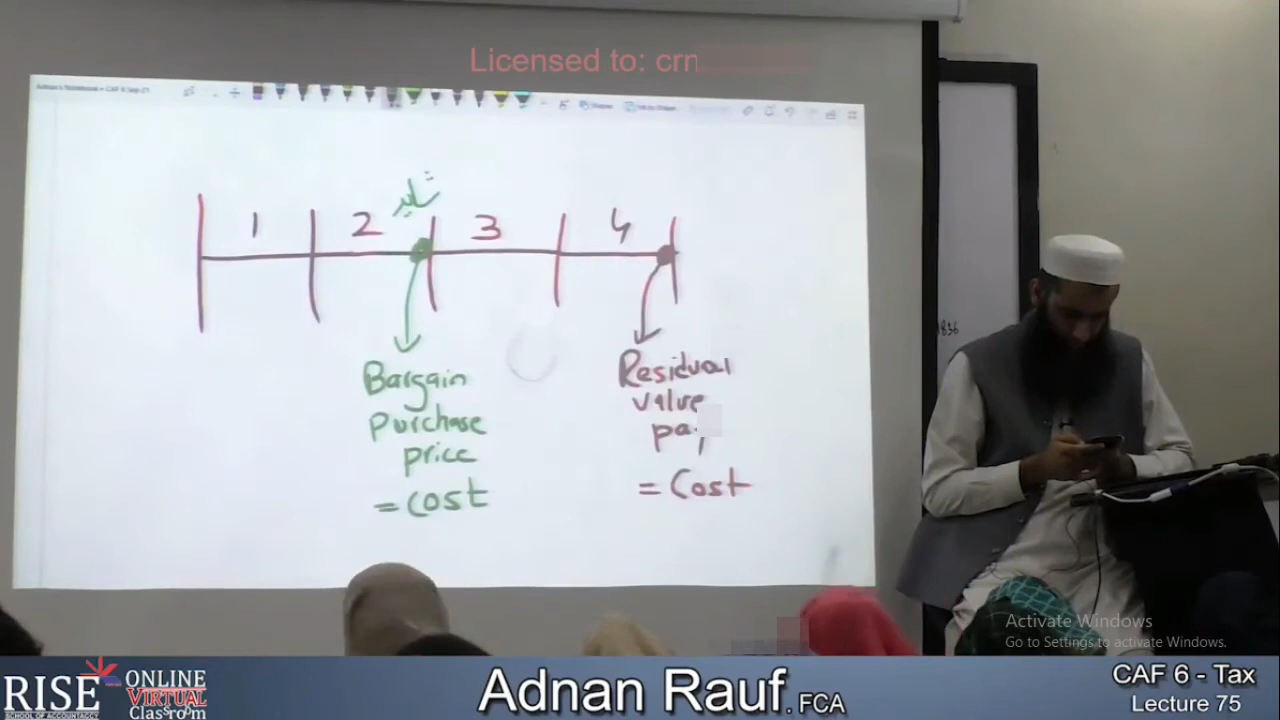 Licensed to: crn
1 2 شاید 3 4
Bargain
purchase
price
= cost
Residual
value
pay
= Cost
1836
Activate Windows
Go to Settings to activate Windows.
RISE
SCHOOL OF ACCOUNTANCY
ONLINE
VIRTUAL
Classroom
Adnan Rauf. FCA
CAF 6 - Tax
Lecture 75